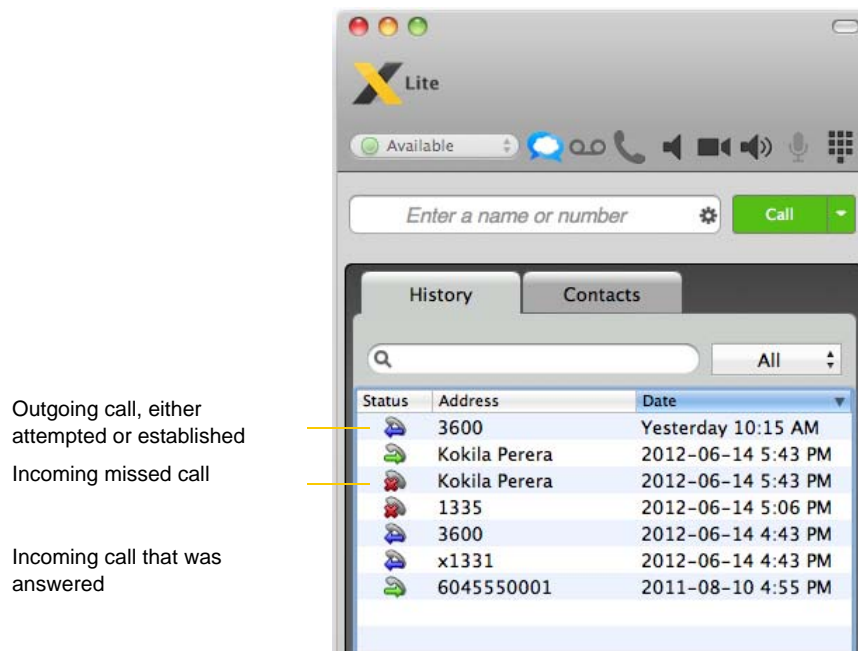 Lite
Available
Enter a name or number
Call
History
Contacts
All
Status Address Date
3600 Yesterday 10:15 AM
Kokila Perera 2012-06-14 5:43 PM
Kokila Perera 2012-06-14 5:43 PM
1335 2012-06-14 5:06 PM
3600 2012-06-14 4:43 PM
x1331 2012-06-14 4:43 PM
6045550001 2011-08-10 4:55 PM
Outgoing call, either
attempted or established
Incoming missed call
Incoming call that was
answered